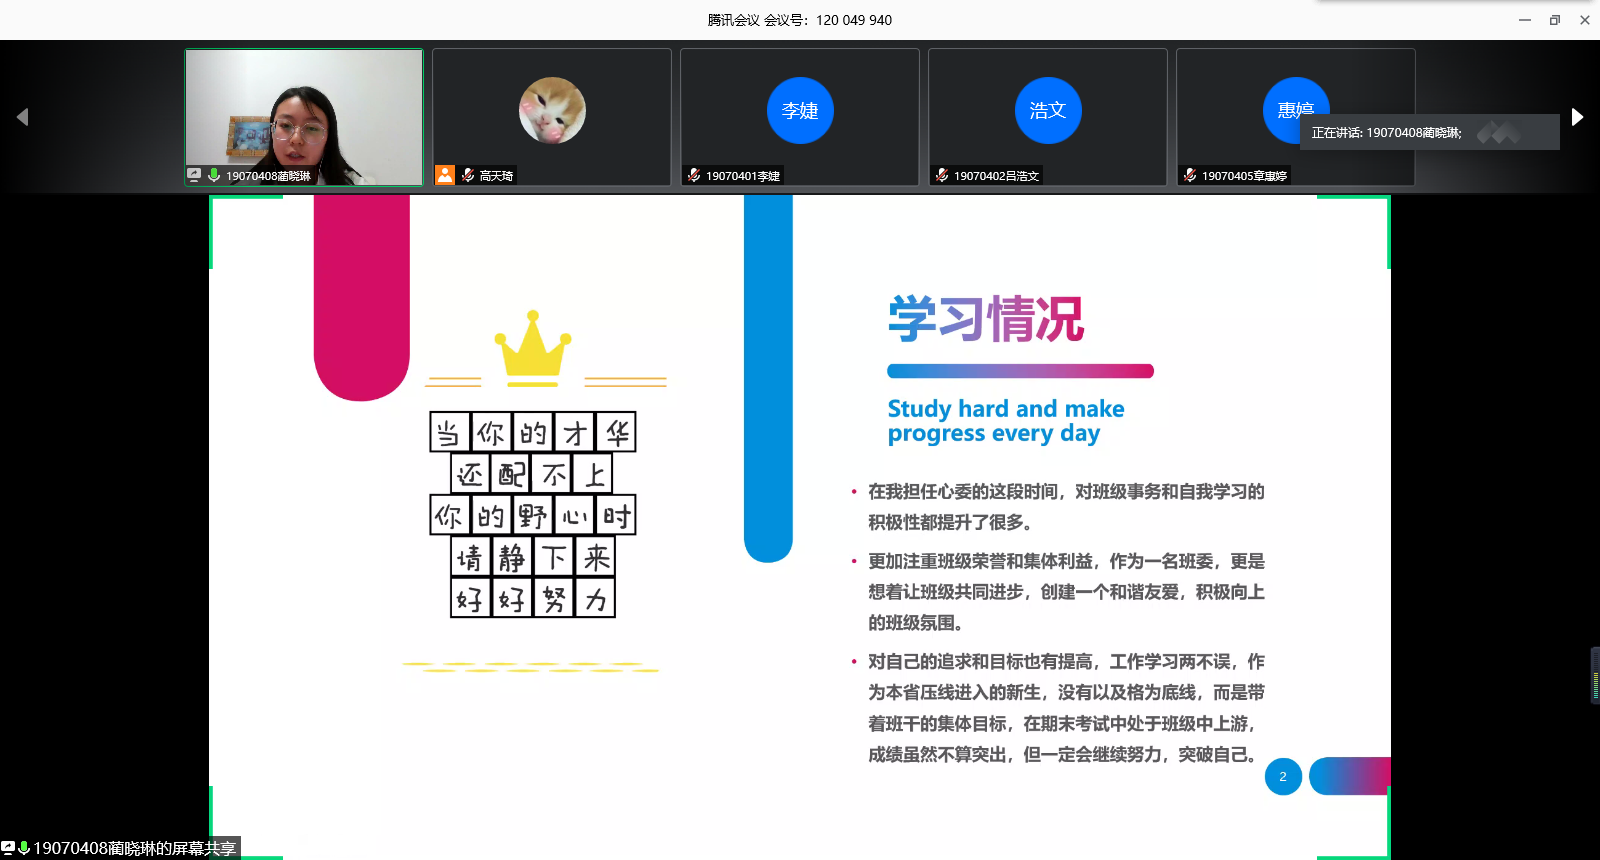 腾讯会议 会议号：120 049 940
李婕
浩文
惠婷
正在讲话: 19070408蔺晓琳;
19070408蔺晓琳
高天琦
19070401李婕
19070402吕浩文
19070405章惠婷
学习情况
Study hard and make
progress every day
当你的才华
还配不上
你的野心时
请静下来
好好努力
• 在我担任心委的这段时间，对班级事务和自我学习的
积极性都提升了很多。
• 更加注重班级荣誉和集体利益，作为一名班委，更是
想着让班级共同进步，创建一个和谐友爱，积极向上
的班级氛围。
• 对自己的追求和目标也有提高，工作学习两不误，作
为本省压线进入的新生，没有以及格为底线，而是带
着班干的集体目标，在期末考试中处于班级中上游，
成绩虽然不算突出，但一定会继续努力，突破自己。
2
19070408蔺晓琳的屏幕共享